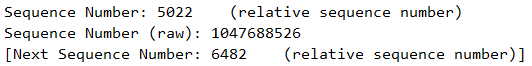 Sequence Number: 5022    (relative sequence number)
Sequence Number (raw): 1047688526
[Next Sequence Number: 6482    (relative sequence number)]